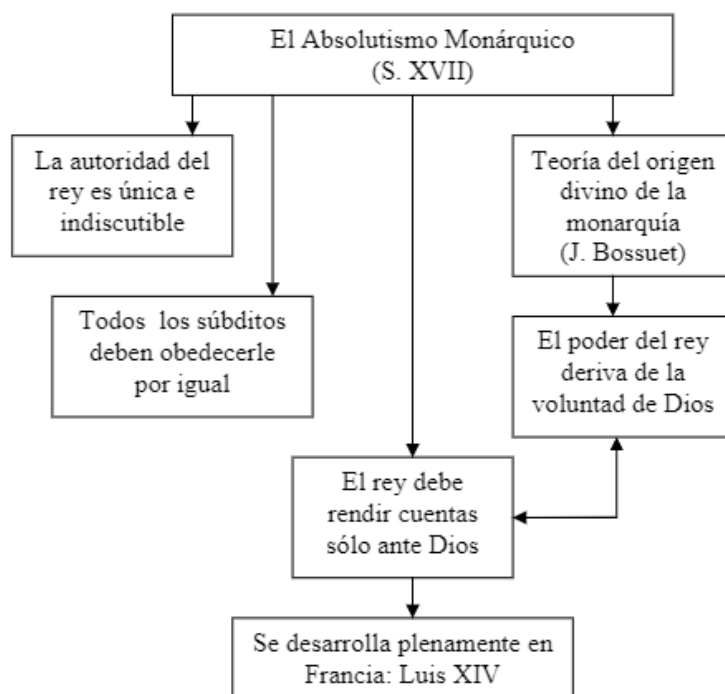 El Absolutismo Monárquico
(S. XVII)
La autoridad del
rey es única e
indiscutible
Teoría del origen
divino de la
monarquía
(J. Bossuet)
Todos los súbditos
deben obedecerle
por igual
El poder del rey
deriva de la
voluntad de Dios
El rey debe
rendir cuentas
sólo ante Dios
Se desarrolla plenamente en
Francia: Luis XIV